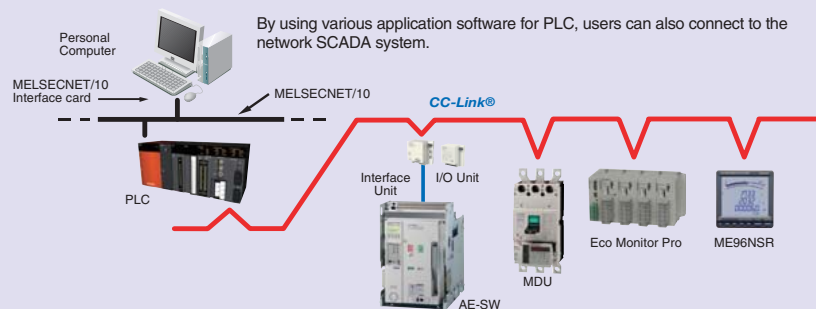 By using various application software for PLC, users can also connect to the
network SCADA system.
Personal
Computer
MELSECNET/10
Interface card
MELSECNET/10
CC-Link®
PLC
Interface
Unit
I/O Unit
AE-SW
MDU
Eco Monitor Pro
ME96NSR